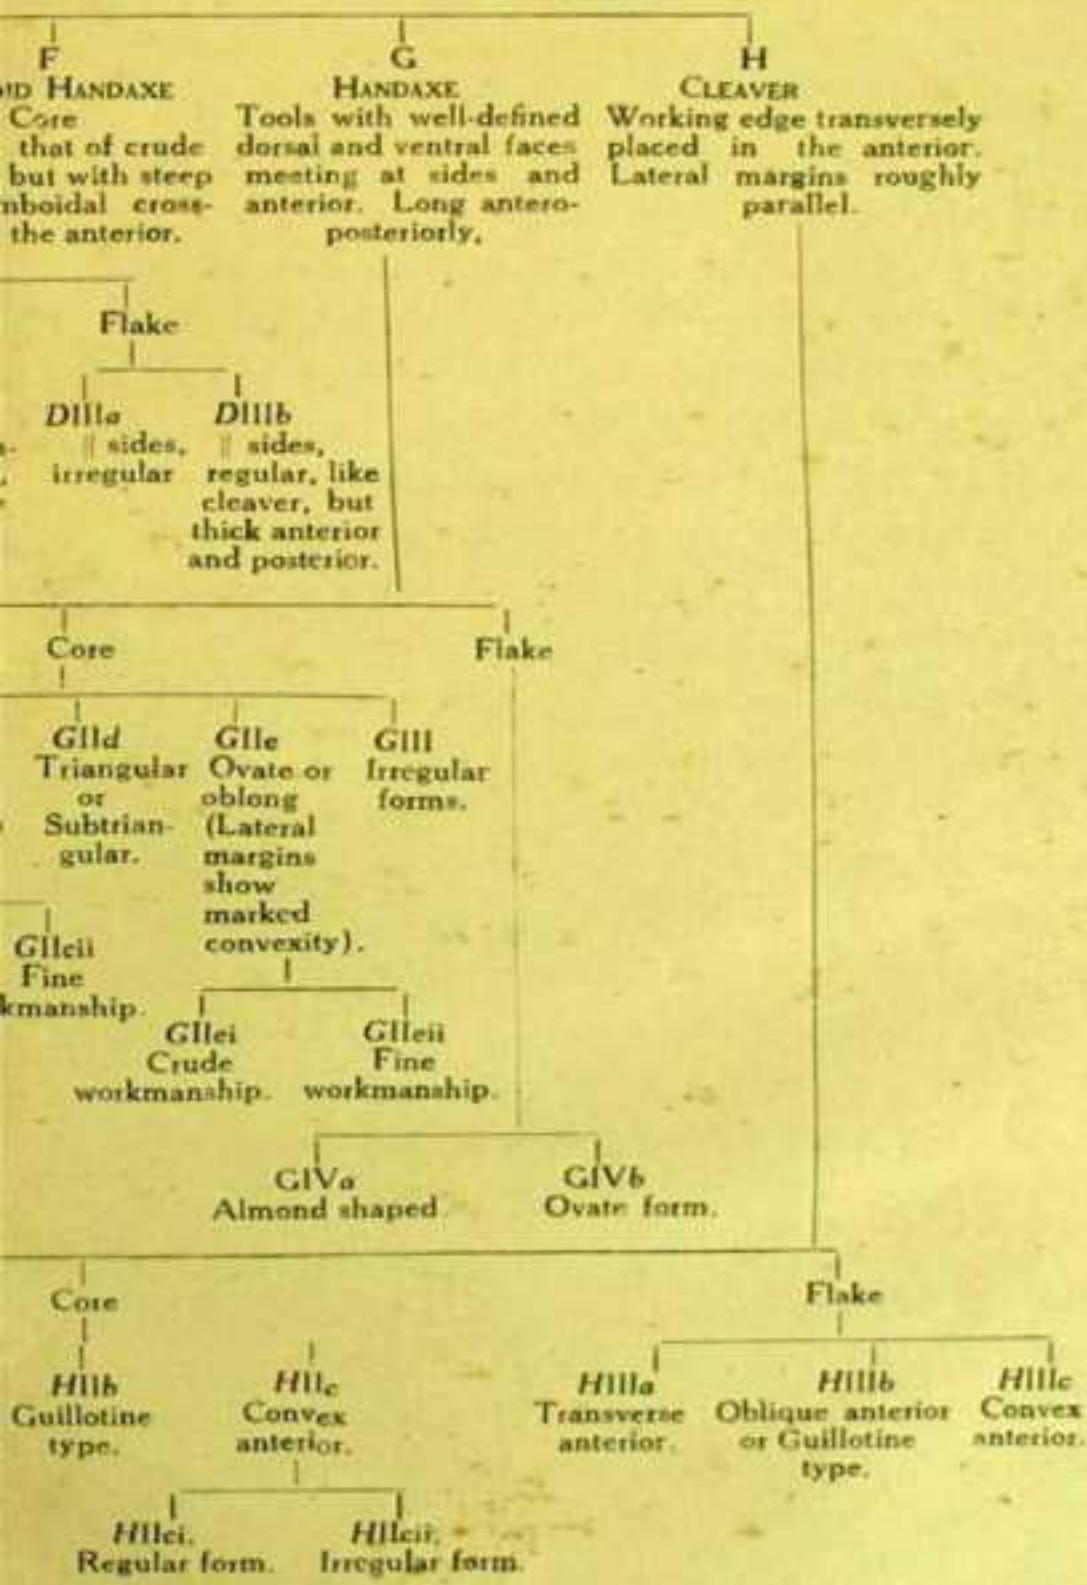 F
HANDAXE
Core
that of crude
but with steep
cross-
the anterior.
G
HANDAXE
Tools with well-defined
dorsal and ventral faces
meeting at sides and
anterior. Long antero-
posteriorly.
H
CLEAVER
Working edge transversely
placed in the anterior.
Lateral margins roughly
parallel.
Flake
DIIIa
|| sides,
irregular
DIIIb
|| sides,
regular, like
cleaver, but
thick anterior
and posterior.
Core
Flake
GIId
Triangular
or
Subtrian-
gular.
GIIe
Ovate or
oblong
(Lateral
margins
show
marked
convexity).
GIII
Irregular
forms.
GIIcii
Fine
kmanship.
GIIei
Crude
workmanship.
GIIeii
Fine
workmanship.
GIVa
Almond shaped
GIVb
Ovate form.
Core
Flake
HIIb
Guillotine
type.
HIIc
Convex
anterior.
HIIIa
Transverse
anterior.
HIIIb
Oblique anterior
or Guillotine
type.
HIIIc
Convex
anterior.
HIIci.
Regular form.
HIIcii.
Irregular form.